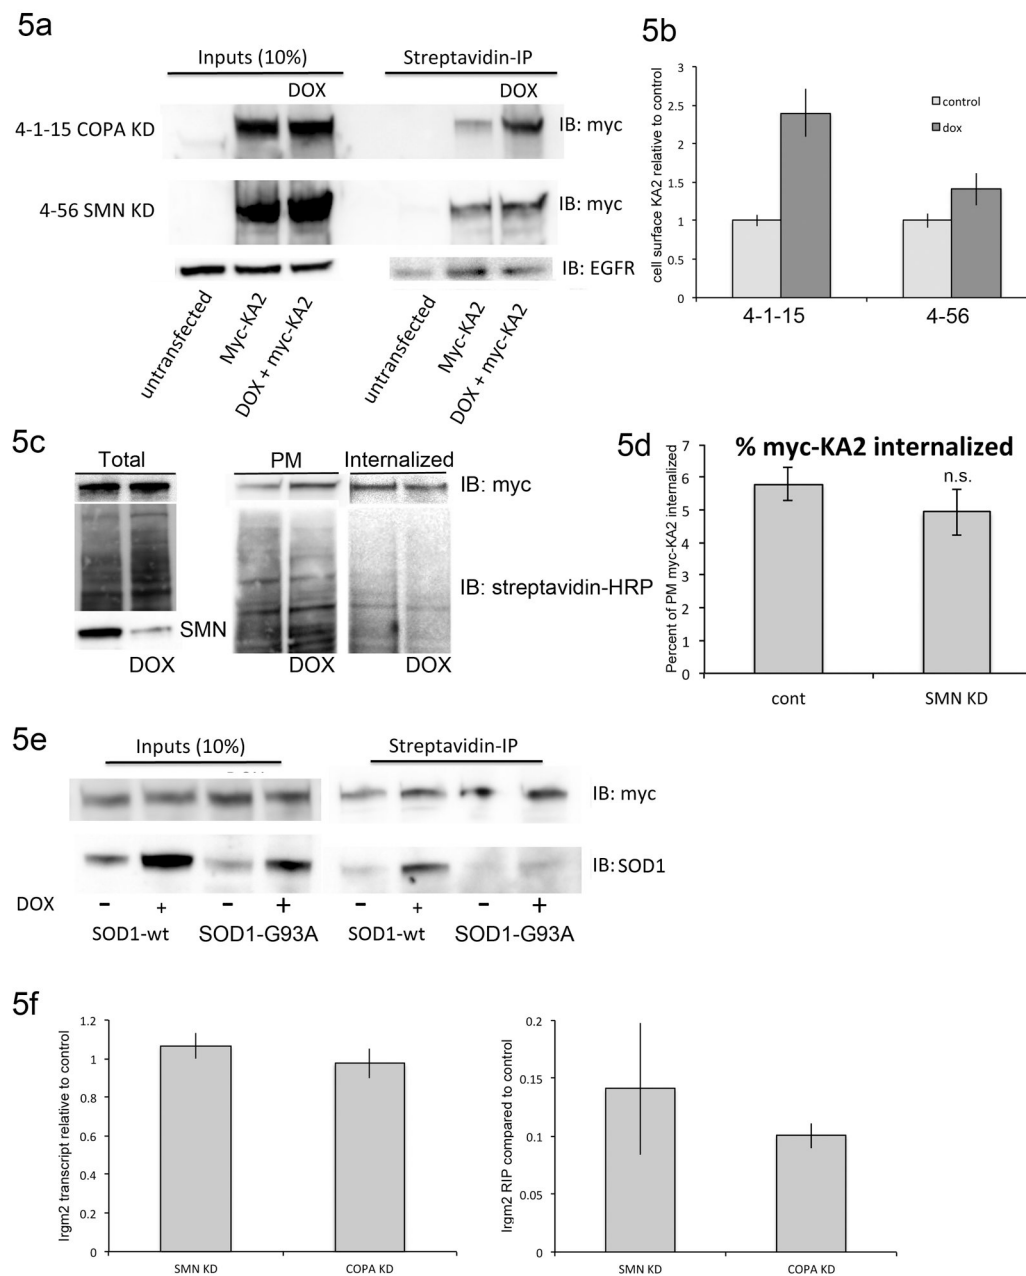 5a
Inputs (10%)
Streptavidin-IP
DOX
DOX
4-1-15 COPA KD
IB: myc
4-56 SMN KD
IB: myc
IB: EGFR
untransfected
Myc-KA2
DOX + myc-KA2
untransfected
Myc-KA2
DOX + myc-KA2
5b
cell surface KA2 relative to control
3
2.5
2
1.5
1
0.5
0
control
dox
4-1-15
4-56
5c
Total
PM
Internalized
IB: myc
IB: streptavidin-HRP
SMN
DOX
DOX
DOX
5d
% myc-KA2 internalized
Percent of PM myc-KA2 internalized
7
6
5
4
3
2
1
0
n.s.
cont
SMN KD
5e
Inputs (10%)
Streptavidin-IP
IB: myc
IB: SOD1
DOX
- + - + - + - +
SOD1-wt
SOD1-G93A
SOD1-wt
SOD1-G93A
5f
Irgm2 transcript relative to control
1.2
1
0.8
0.6
0.4
0.2
0
SMN KD
COPA KD
Irgm2 RIP compared to control
0.2
0.15
0.1
0.05
0
SMN KD
COPA KD